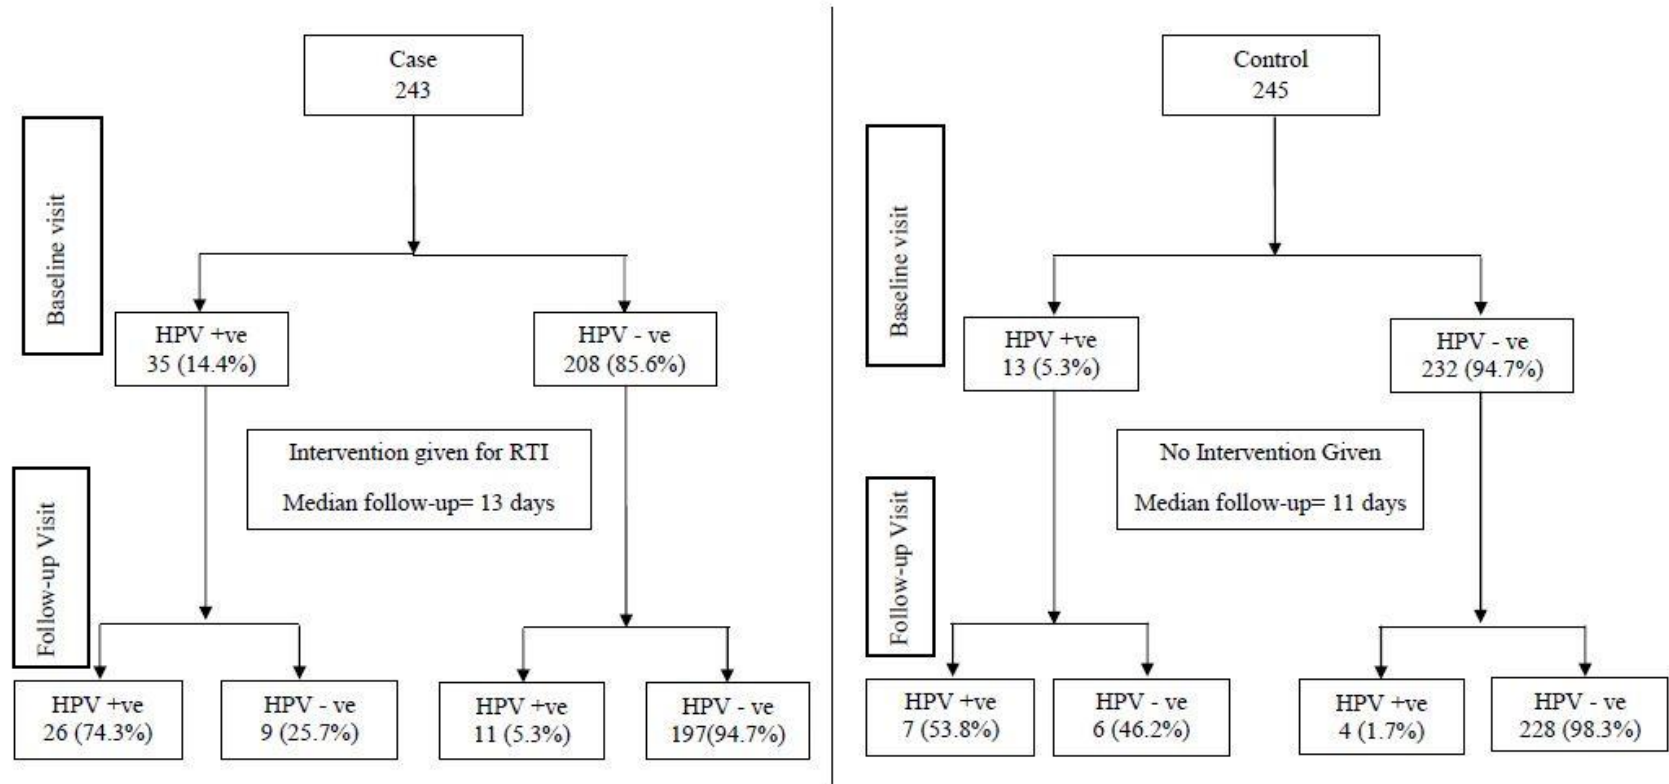 Case
243
Baseline visit
HPV +ve
35 (14.4%)
HPV - ve
208 (85.6%)
Intervention given for RTI
Median follow-up= 13 days
Follow-up Visit
HPV +ve
26 (74.3%)
HPV - ve
9 (25.7%)
HPV +ve
11 (5.3%)
HPV - ve
197(94.7%)
Control
245
Baseline visit
HPV +ve
13 (5.3%)
HPV - ve
232 (94.7%)
No Intervention Given
Median follow-up= 11 days
Follow-up Visit
HPV +ve
7 (53.8%)
HPV - ve
6 (46.2%)
HPV +ve
4 (1.7%)
HPV - ve
228 (98.3%)